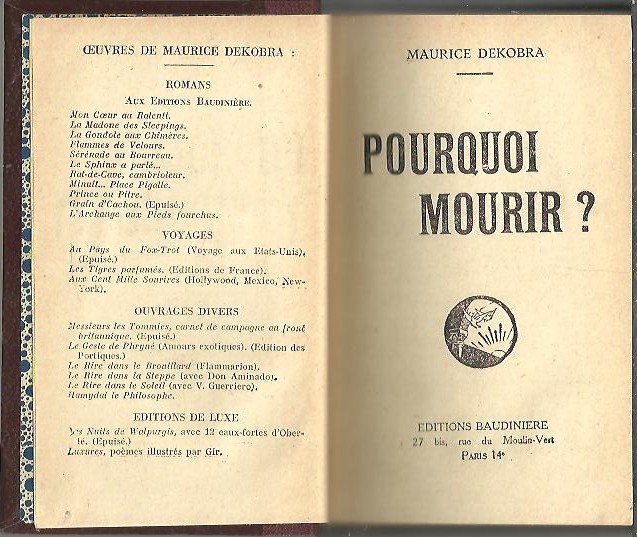 ŒUVRES DE MAURICE DEKOBRA :
ROMANS
AUX EDITIONS BAUDINIÈRE.
Mon Cœur au Ralenti.
La Madone des Sleepings.
La Gondole aux Chimères.
Flammes de Velours.
Sérénade au Bourreau.
Le Sphinx a parlé...
Rat-de-Cave, cambrioleur.
Minuit... Place Pigalle.
Prince ou Pitre.
Grain d'Cachou. (Epuisé.)
L'Archange aux Pieds fourchus.
VOYAGES
Au Pays du Fox-Trot (Voyage aux Etats-Unis),
(Epuisé.)
Les Tigres parfumés. (Editions de France).
Aux Cent Mille Sourires (Hollywood, Mexico, New-
York).
OUVRAGES DIVERS
Messieurs les Tommies, carnet de campagne au front
britannique. (Epuisé.)
Le Geste de Phryné (Amours exotiques). (Edition des
Portiques.)
Le Rire dans le Brouillard (Flammarion).
Le Rire dans la Steppe (avec Don Aminado).
Le Rire dans le Soleil (avec V. Guerriero).
Hamydal le Philosophe.
EDITIONS DE LUXE
Les Nuits de Walpurgis, avec 12 eaux-fortes d'Ober-
lé. (Epuisé.)
Luxures, poèmes illustrés par Gir.
MAURICE DEKOBRA
POURQUOI
MOURIR ?
EDITIONS BAUDINIERE
27 bis, rue du Moulin-Vert
PARIS 14e